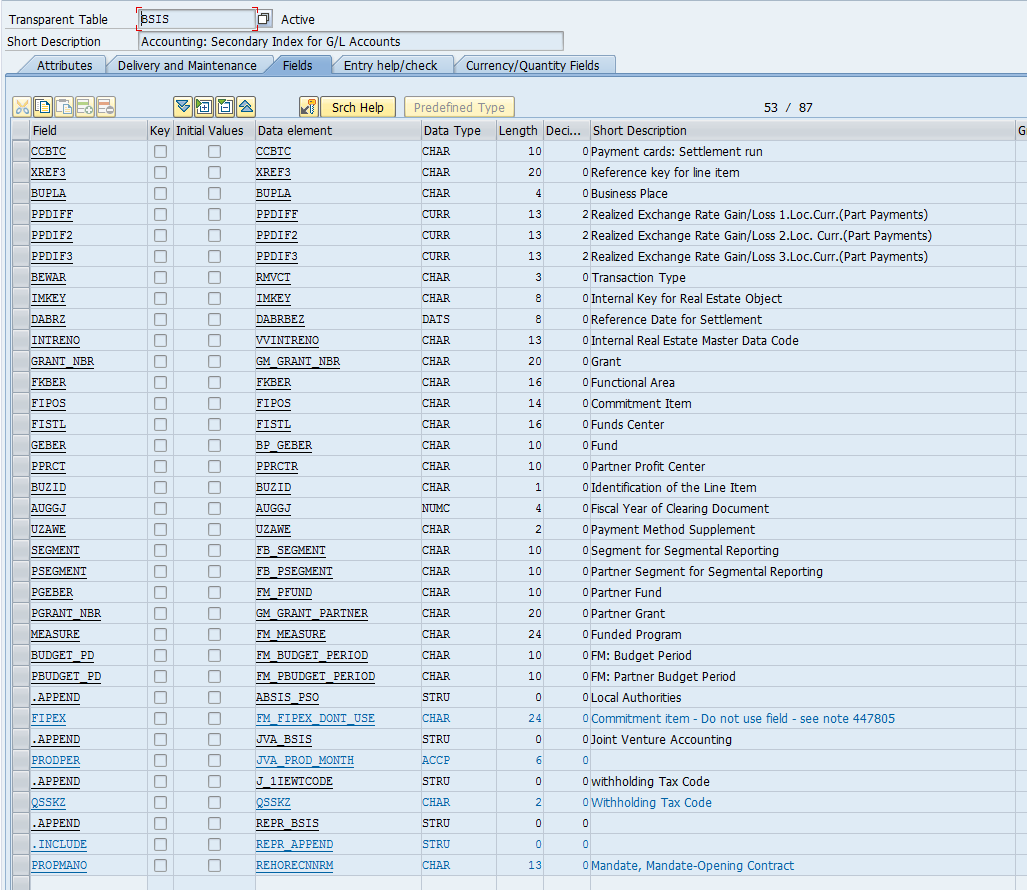 Transparent Table BSIS Active
Short Description Accounting: Secondary Index for G/L Accounts
Attributes Delivery and Maintenance Fields Entry help/check Currency/Quantity Fields
Srch Help Predefined Type 53 / 87
Field Key Initial Values Data element Data Type Length Deci... Short Description G
CCBTC CCBTC CHAR 10 0 Payment cards: Settlement run
XREF3 XREF3 CHAR 20 0 Reference key for line item
BUPLA BUPLA CHAR 4 0 Business Place
PPDIFF PPDIFF CURR 13 2 Realized Exchange Rate Gain/Loss 1.Loc.Curr.(Part Payments)
PPDIF2 PPDIF2 CURR 13 2 Realized Exchange Rate Gain/Loss 2.Loc. Curr.(Part Payments)
PPDIF3 PPDIF3 CURR 13 2 Realized Exchange Rate Gain/Loss 3.Loc.Curr.(Part Payments)
BEWAR RMVCT CHAR 3 0 Transaction Type
IMKEY IMKEY CHAR 8 0 Internal Key for Real Estate Object
DABRZ DABRBEZ DATS 8 0 Reference Date for Settlement
INTRENO VVINTRENO CHAR 13 0 Internal Real Estate Master Data Code
GRANT_NBR GM_GRANT_NBR CHAR 20 0 Grant
FKBER FKBER CHAR 16 0 Functional Area
FIPOS FIPOS CHAR 14 0 Commitment Item
FISTL FISTL CHAR 16 0 Funds Center
GEBER BP_GEBER CHAR 10 0 Fund
PPRCT PPRCTR CHAR 10 0 Partner Profit Center
BUZID BUZID CHAR 1 0 Identification of the Line Item
AUGGJ AUGGJ NUMC 4 0 Fiscal Year of Clearing Document
UZAWE UZAWE CHAR 2 0 Payment Method Supplement
SEGMENT FB_SEGMENT CHAR 10 0 Segment for Segmental Reporting
PSEGMENT FB_PSEGMENT CHAR 10 0 Partner Segment for Segmental Reporting
PGEBER FM_PFUND CHAR 10 0 Partner Fund
PGRANT_NBR GM_GRANT_PARTNER CHAR 20 0 Partner Grant
MEASURE FM_MEASURE CHAR 24 0 Funded Program
BUDGET_PD FM_BUDGET_PERIOD CHAR 10 0 FM: Budget Period
PBUDGET_PD FM_PBUDGET_PERIOD CHAR 10 0 FM: Partner Budget Period
.APPEND ABSIS_PSO STRU 0 0 Local Authorities
FIPEX FM_FIPEX_DONT_USE CHAR 24 0 Commitment item - Do not use field - see note 447805
.APPEND JVA_BSIS STRU 0 0 Joint Venture Accounting
PRODPER JVA_PROD_MONTH ACCP 6 0
.APPEND J_1IEWTCODE STRU 0 0 withholding Tax Code
QSSKZ QSSKZ CHAR 2 0 Withholding Tax Code
.APPEND REPR_BSIS STRU 0 0
.INCLUDE REPR_APPEND STRU 0 0
PROPMANO REHORECNNRM CHAR 13 0 Mandate, Mandate-Opening Contract